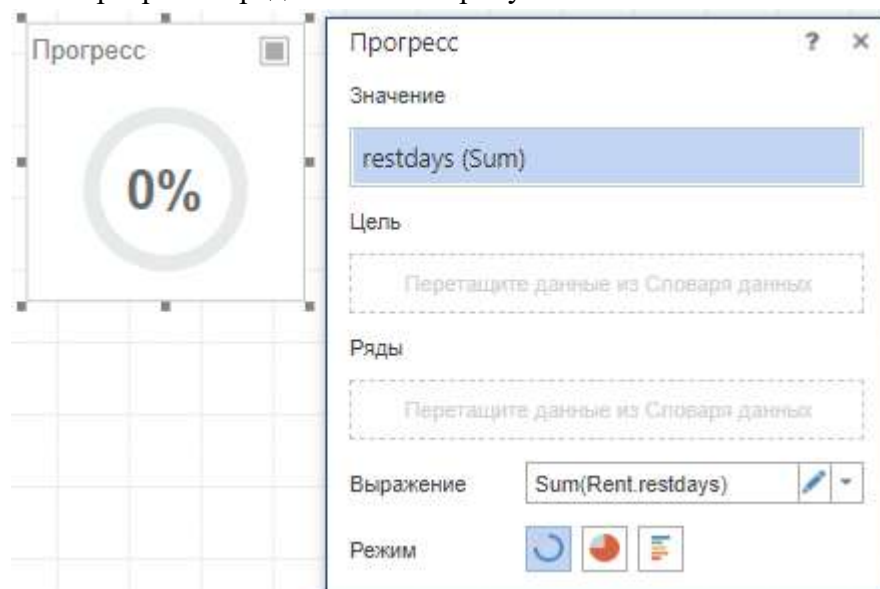 Прогресс
0%
Прогресс ? ×
Значение
restdays (Sum)
Цель
Перетащите данные из Словаря данных
Ряды
Перетащите данные из Словаря данных
Выражение Sum(Rent.restdays)
Режим